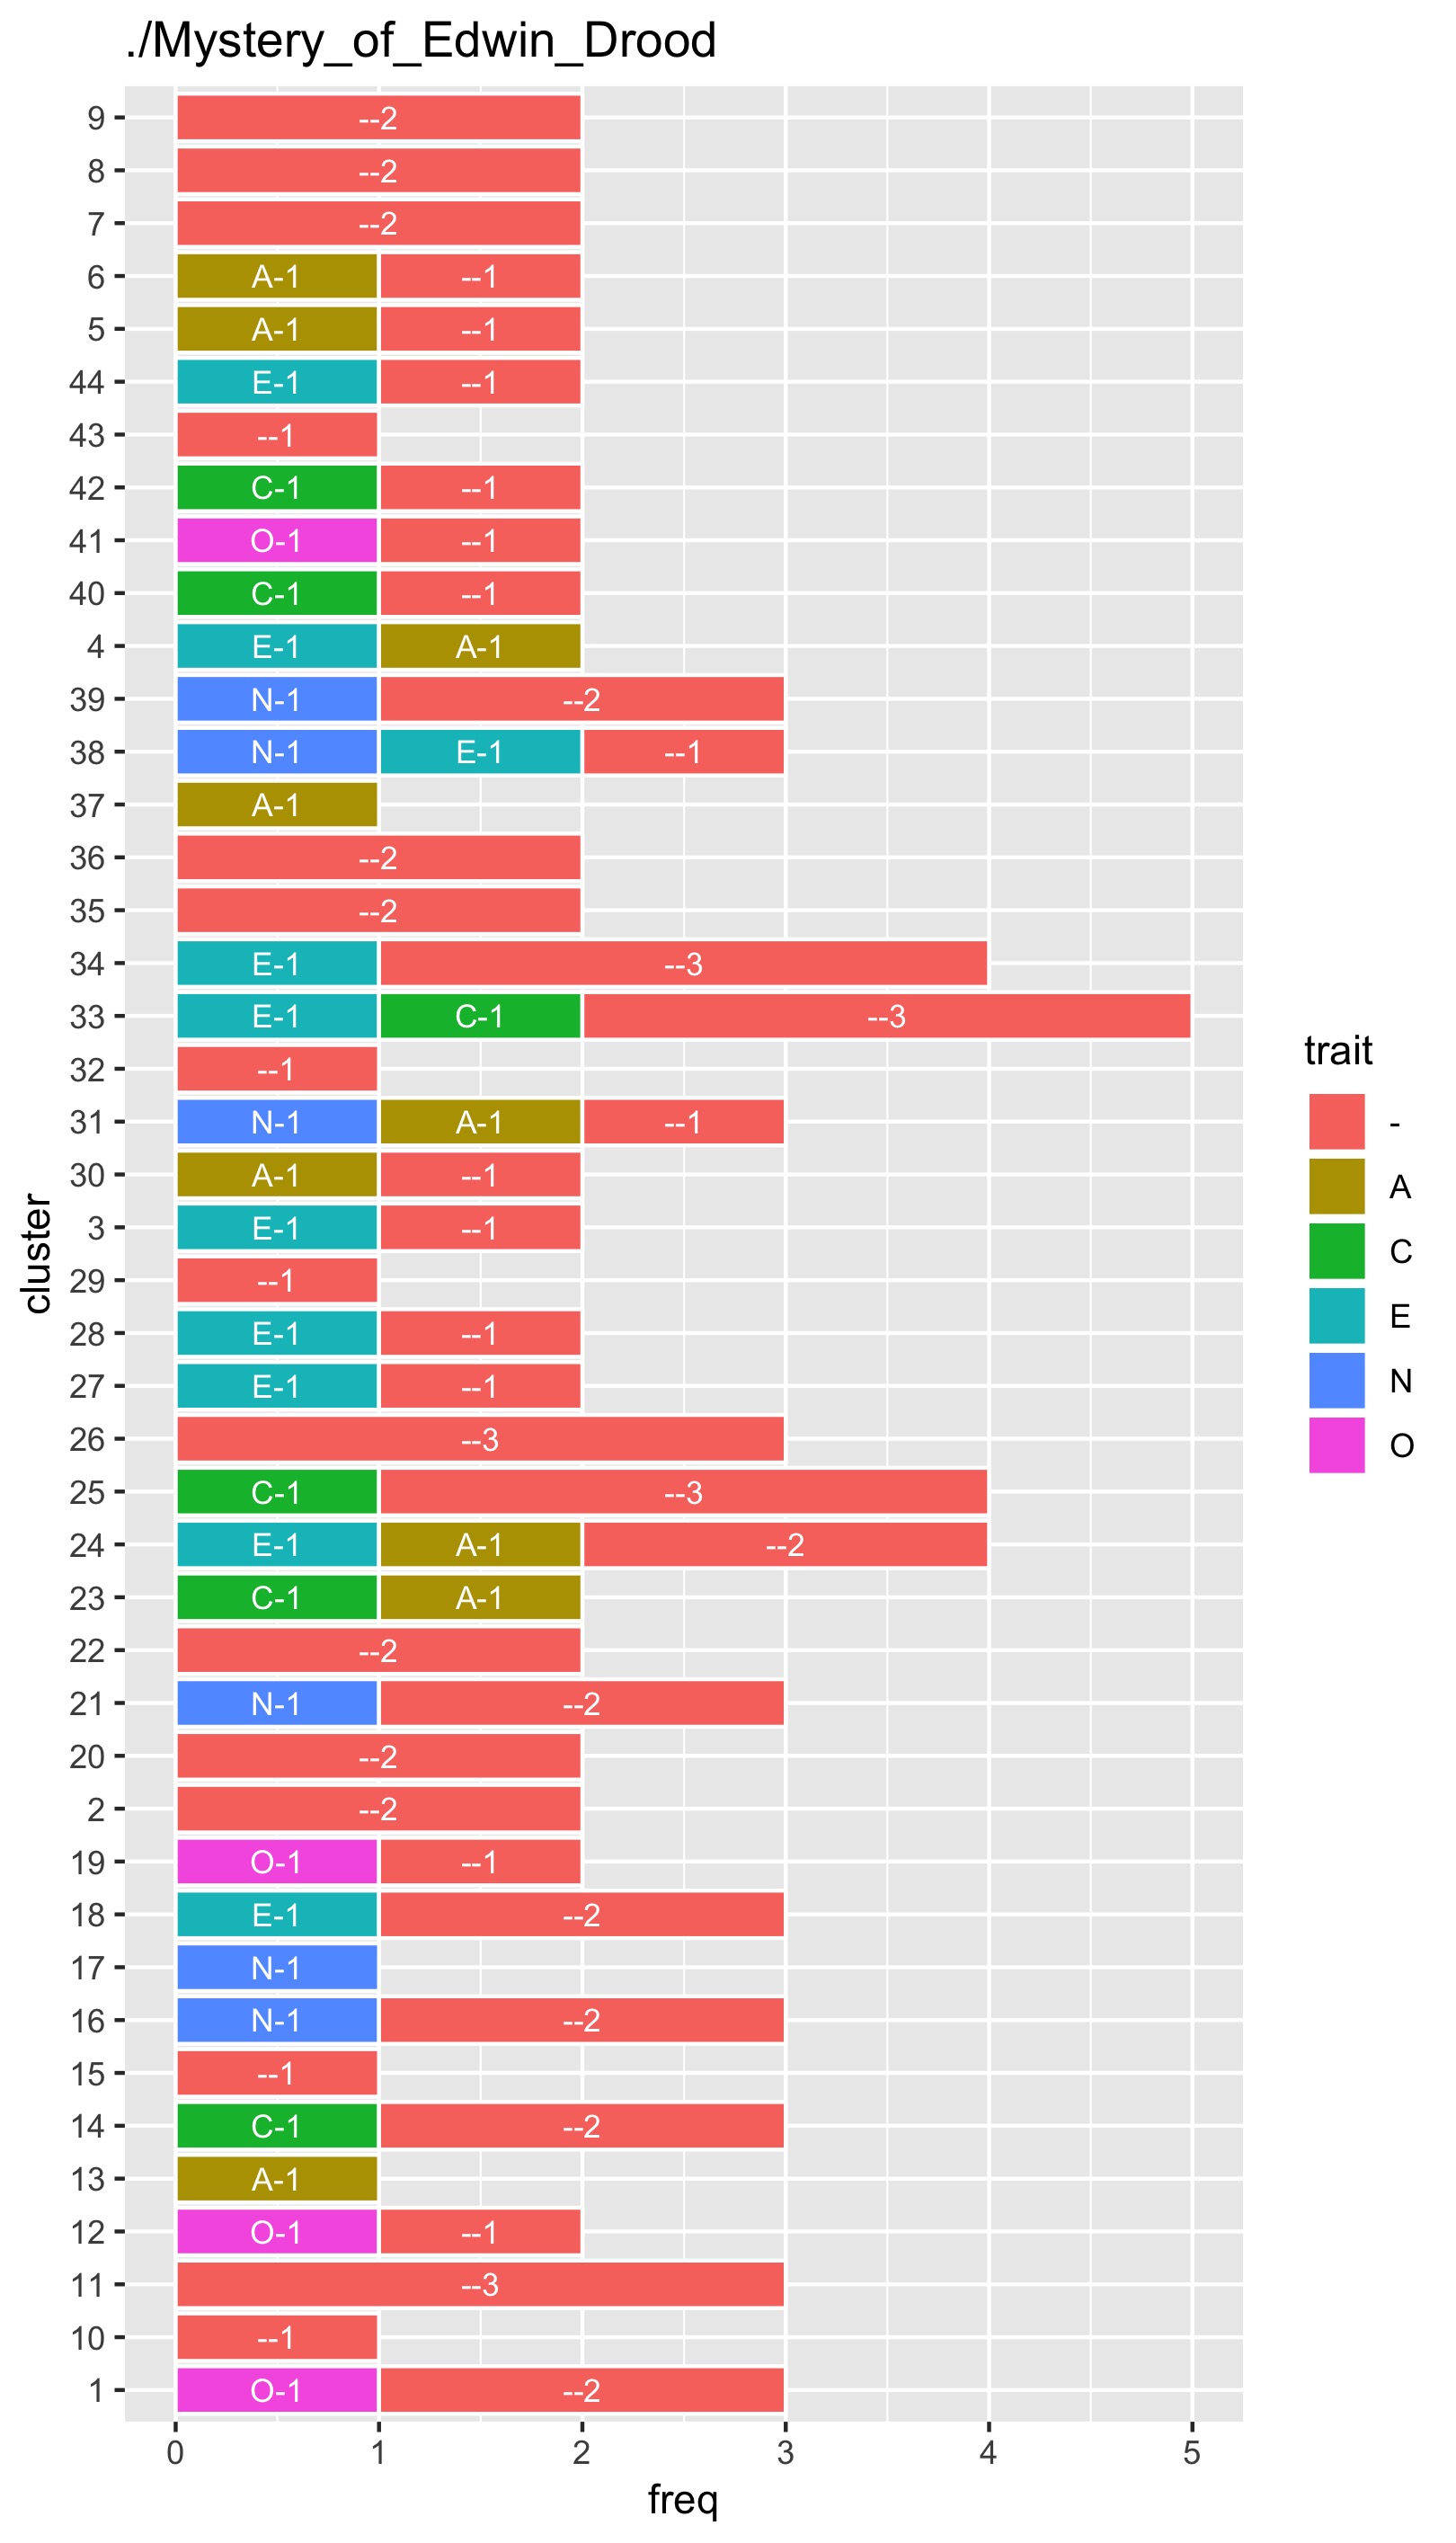 ./Mystery_of_Edwin_Drood
9 --2
8 --2
7 --2
6 A-1 --1
5 A-1 --1
44 E-1 --1
43 --1
42 C-1 --1
41 O-1 --1
40 C-1 --1
4 E-1 A-1
39 N-1 --2
38 N-1 E-1 --1
37 A-1
36 --2
35 --2
34 E-1 --3
33 E-1 C-1 --3
32 --1
31 N-1 A-1 --1
30 A-1 --1
3 E-1 --1
29 --1
28 E-1 --1
27 E-1 --1
26 --3
25 C-1 --3
24 E-1 A-1 --2
23 C-1 A-1
22 --2
21 N-1 --2
20 --2
2 --2
19 O-1 --1
18 E-1 --2
17 N-1
16 N-1 --2
15 --1
14 C-1 --2
13 A-1
12 O-1 --1
11 --3
10 --1
1 O-1 --2
0 1 2 3 4 5
freq
cluster
trait
-
A
C
E
N
O